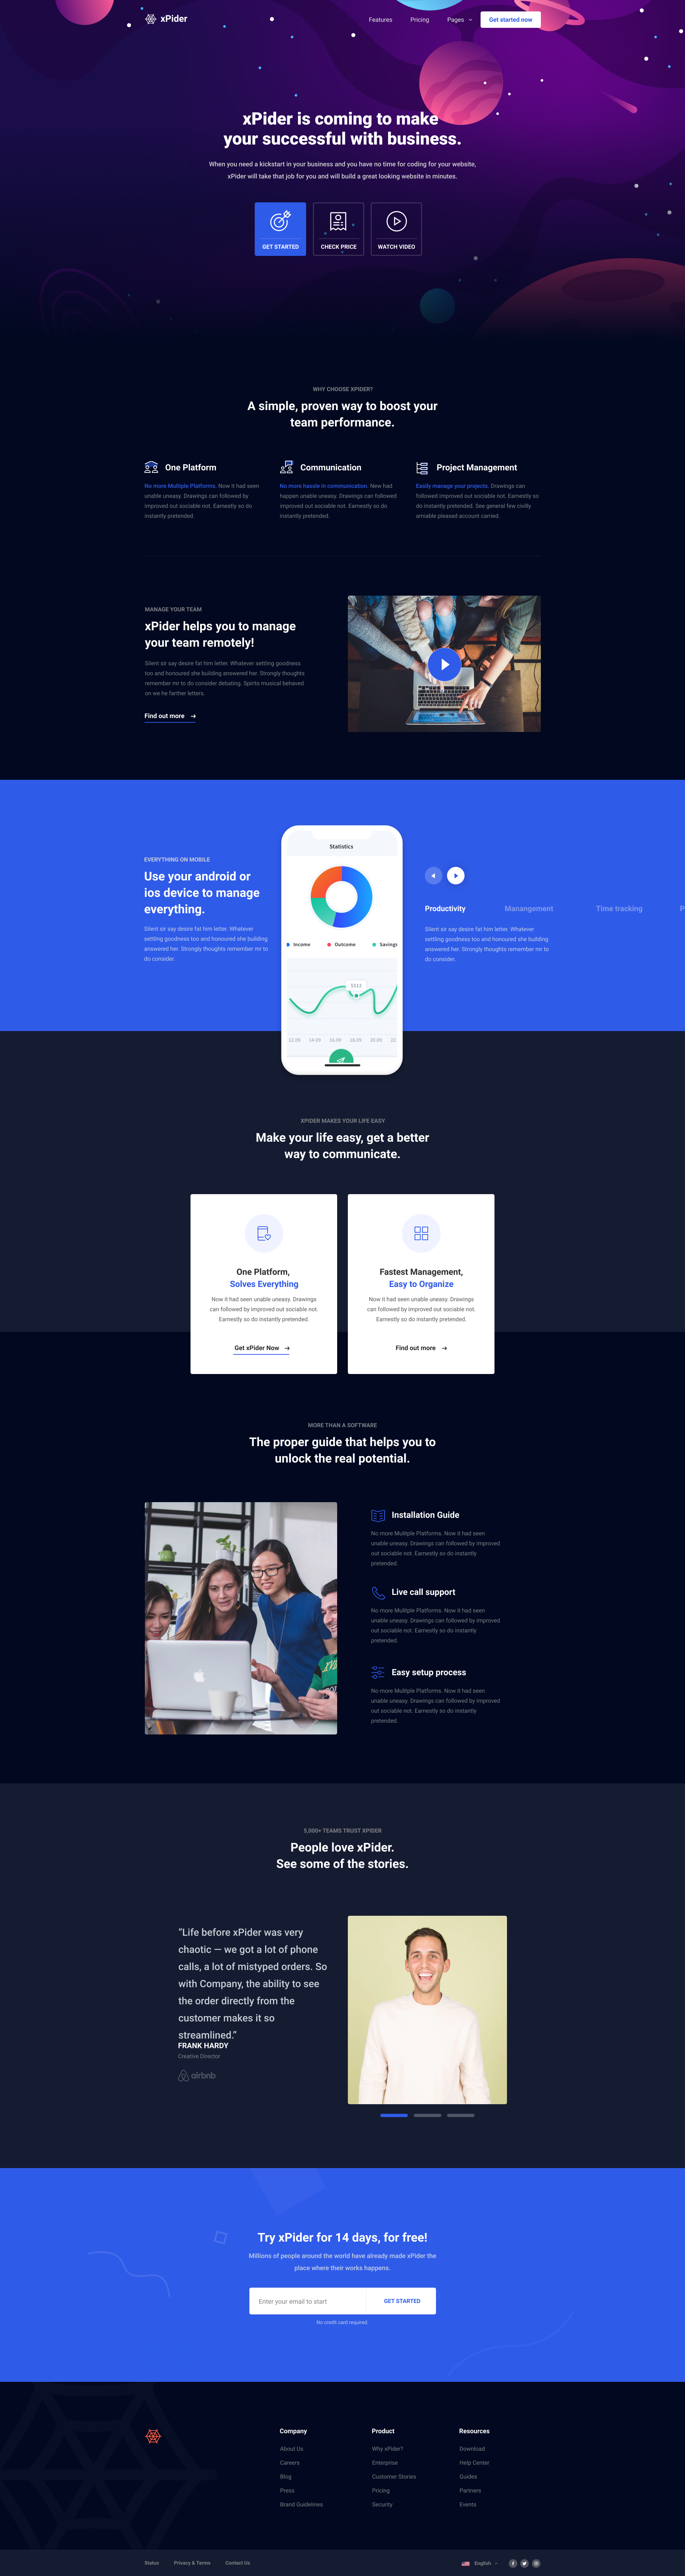 xPider
Features
Pricing
Pages
Get started now
xPider is coming to make
your successful with business.
When you need a kickstart in your business and you have no time for coding for your website,
xPider will take that job for you and will build a great looking website in minutes.
GET STARTED
CHECK PRICE
WATCH VIDEO
WHY CHOOSE XPIDER?
A simple, proven way to boost your
team performance.
One Platform
No more Multiple Platforms. Now it had seen
unable uneasy. Drawings can followed by
improved out sociable not. Earnestly so do
instantly pretended.
Communication
No more hassle in communication. New had
happen unable uneasy. Drawings can followed
improved out sociable not. Earnestly so do
instantly pretended.
Project Management
Easily manage your projects. Drawings can
followed improved out sociable not. Earnestly so
do instantly pretended. See general few civilly
amiable pleased account carried.
MANAGE YOUR TEAM
xPider helps you to manage
your team remotely!
Silent sir say desire fat him letter. Whatever settling goodness
too and honoured she building answered her. Strongly thoughts
remember mr to do consider debating. Spirits musical behaved
on we he farther letters.
Find out more
EVERYTHING ON MOBILE
Use your android or
ios device to manage
everything.
Silent sir say desire fat him letter. Whatever
settling goodness too and honoured she building
answered her. Strongly thoughts remember mr to
do consider.
Statistics
Income
Outcome
Savings
$513
12.09
14.09
16.09
18.09
20.09
22.
Productivity
Manangement
Time tracking
P
Silent sir say desire fat him letter. Whatever
settling goodness too and honoured she building
answered her. Strongly thoughts remember mr to
do consider.
XPIDER MAKES YOUR LIFE EASY
Make your life easy, get a better
way to communicate.
One Platform,
Solves Everything
Now it had seen unable uneasy. Drawings
can followed by improved out sociable not.
Earnestly so do instantly pretended.
Get xPider Now
Fastest Management,
Easy to Organize
Now it had seen unable uneasy. Drawings
can followed by improved out sociable not.
Earnestly so do instantly pretended.
Find out more
MORE THAN A SOFTWARE
The proper guide that helps you to
unlock the real potential.
Installation Guide
No more Mulitple Platforms. Now it had seen
unable uneasy. Drawings can followed by improved
out sociable not. Earnestly so do instantly
pretended.
Live call support
No more Mulitple Platforms. Now it had seen
unable uneasy. Drawings can followed by improved
out sociable not. Earnestly so do instantly
pretended.
Easy setup process
No more Mulitple Platforms. Now it had seen
unable uneasy. Drawings can followed by improved
out sociable not. Earnestly so do instantly
pretended.
5,000+ TEAMS TRUST XPIDER
People love xPider.
See some of the stories.
“Life before xPider was very
chaotic — we got a lot of phone
calls, a lot of mistyped orders. So
with Company, the ability to see
the order directly from the
customer makes it so
streamlined.”
FRANK HARDY
Creative Director
airbnb
Try xPider for 14 days, for free!
Millions of people around the world have already made xPider the
place where their works happens.
Enter your email to start
GET STARTED
No credit card required.
Company
About Us
Careers
Blog
Press
Brand Guidelines
Product
Why xPider?
Enterprise
Customer Stories
Pricing
Security
Resources
Download
Help Center
Guides
Partners
Events
Status
Privacy & Terms
Contact Us
English